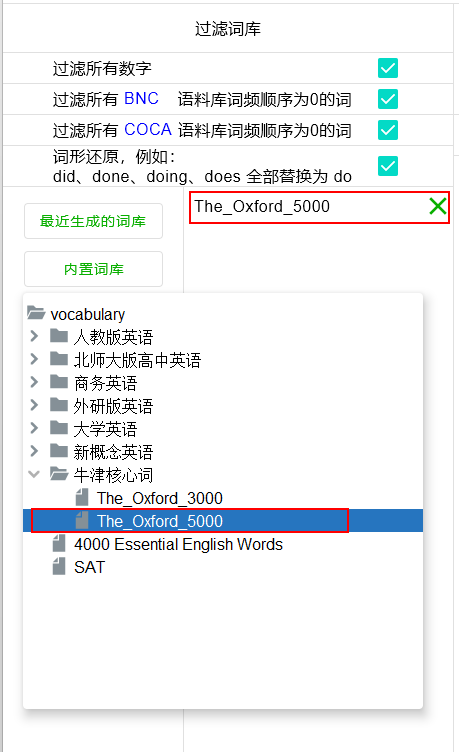 过滤词库
过滤所有数字
过滤所有 BNC 语料库词频顺序为0的词
过滤所有 COCA 语料库词频顺序为0的词
词形还原，例如：
did、done、doing、does 全部替换为 do
最近生成的词库
The_Oxford_5000
内置词库
vocabulary
人教版英语
北师大版高中英语
商务英语
外研版英语
大学英语
新概念英语
牛津核心词
The_Oxford_3000
The_Oxford_5000
4000 Essential English Words
SAT